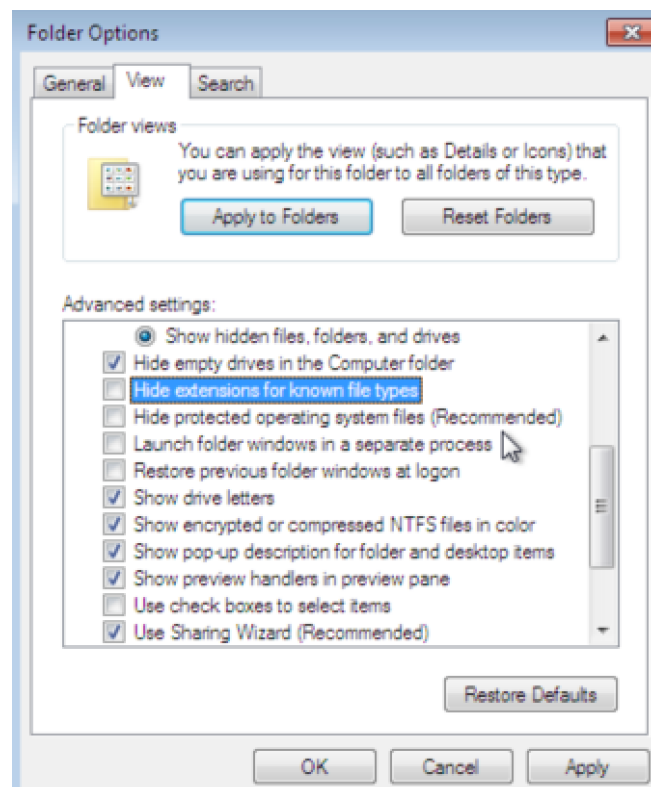 Folder Options
General View Search
Folder views
You can apply the view (such as Details or Icons) that
you are using for this folder to all folders of this type.
Apply to Folders Reset Folders
Advanced settings:
Show hidden files, folders, and drives
Hide empty drives in the Computer folder
Hide extensions for known file types
Hide protected operating system files (Recommended)
Launch folder windows in a separate process
Restore previous folder windows at logon
Show drive letters
Show encrypted or compressed NTFS files in color
Show pop-up description for folder and desktop items
Show preview handlers in preview pane
Use check boxes to select items
Use Sharing Wizard (Recommended)
Restore Defaults
OK Cancel Apply